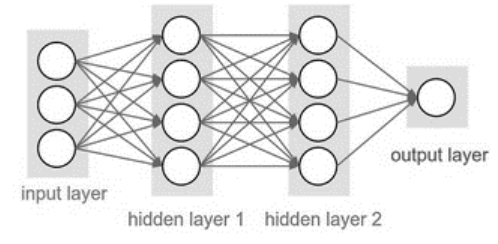 output layer
input layer
hidden layer 1
hidden layer 2